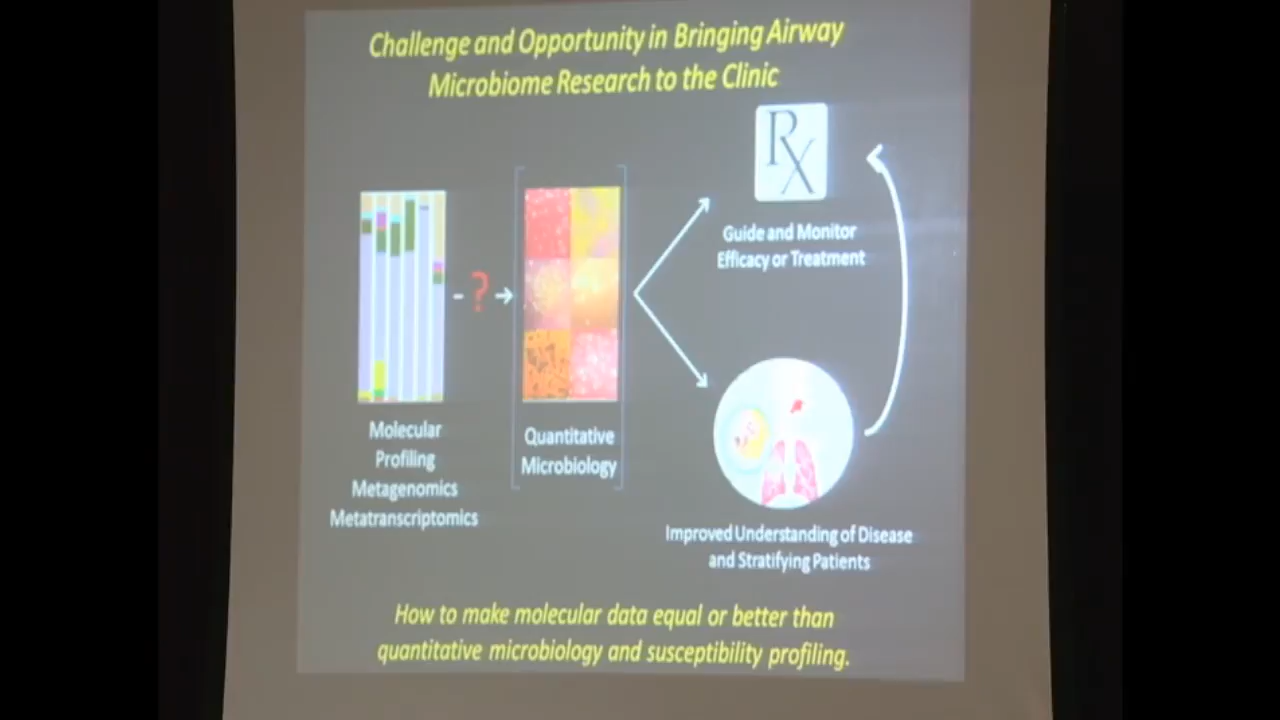 Challenge and Opportunity in Bringing Airway
Microbiome Research to the Clinic
Rx
Guide and Monitor
Efficacy or Treatment
- ? →
Molecular
Profiling
Metagenomics
Metatranscriptomics
Quantitative
Microbiology
Improved Understanding of Disease
and Stratifying Patients
How to make molecular data equal or better than
quantitative microbiology and susceptibility profiling.